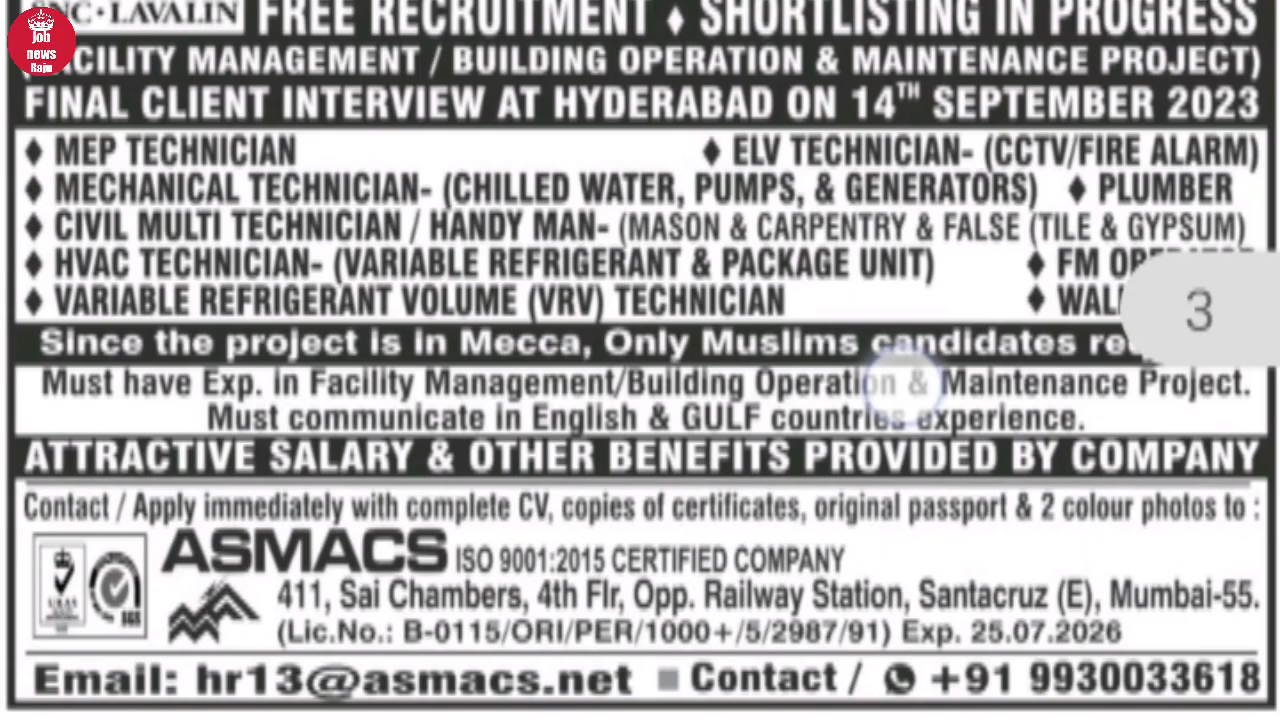 job
news
Raju
• LAVALIN FREE RECRUITMENT ♦ SHORTLISTING IN PROGRESS
FACILITY MANAGEMENT / BUILDING OPERATION & MAINTENANCE PROJECT)
FINAL CLIENT INTERVIEW AT HYDERABAD ON 14TH SEPTEMBER 2023
♦ MEP TECHNICIAN ♦ ELV TECHNICIAN- (CCTV/FIRE ALARM)
♦ MECHANICAL TECHNICIAN- (CHILLED WATER, PUMPS, & GENERATORS) ♦ PLUMBER
♦ CIVIL MULTI TECHNICIAN / HANDY MAN- (MASON & CARPENTRY & FALSE (TILE & GYPSUM)
♦ HVAC TECHNICIAN- (VARIABLE REFRIGERANT & PACKAGE UNIT) ♦ FM
♦ VARIABLE REFRIGERANT VOLUME (VRV) TECHNICIAN ♦
3
Since the project is in Mecca, Only Muslims candidates
Must have Exp. in Facility Management/Building Operation & Maintenance Project.
Must communicate in English & GULF countries experience.
ATTRACTIVE SALARY & OTHER BENEFITS PROVIDED BY COMPANY
Contact / Apply immediately with complete CV, copies of certificates, original passport & 2 colour photos to :
ASMACS ISO 9001:2015 CERTIFIED COMPANY
SGS
411, Sai Chambers, 4th Flr, Opp. Railway Station, Santacruz (E), Mumbai-55.
(Lic.No.: B-0115/ORI/PER/1000+/5/2987/91) Exp. 25.07.2026
Email: hr13@asmacs.net ■ Contact / +91 9930033618